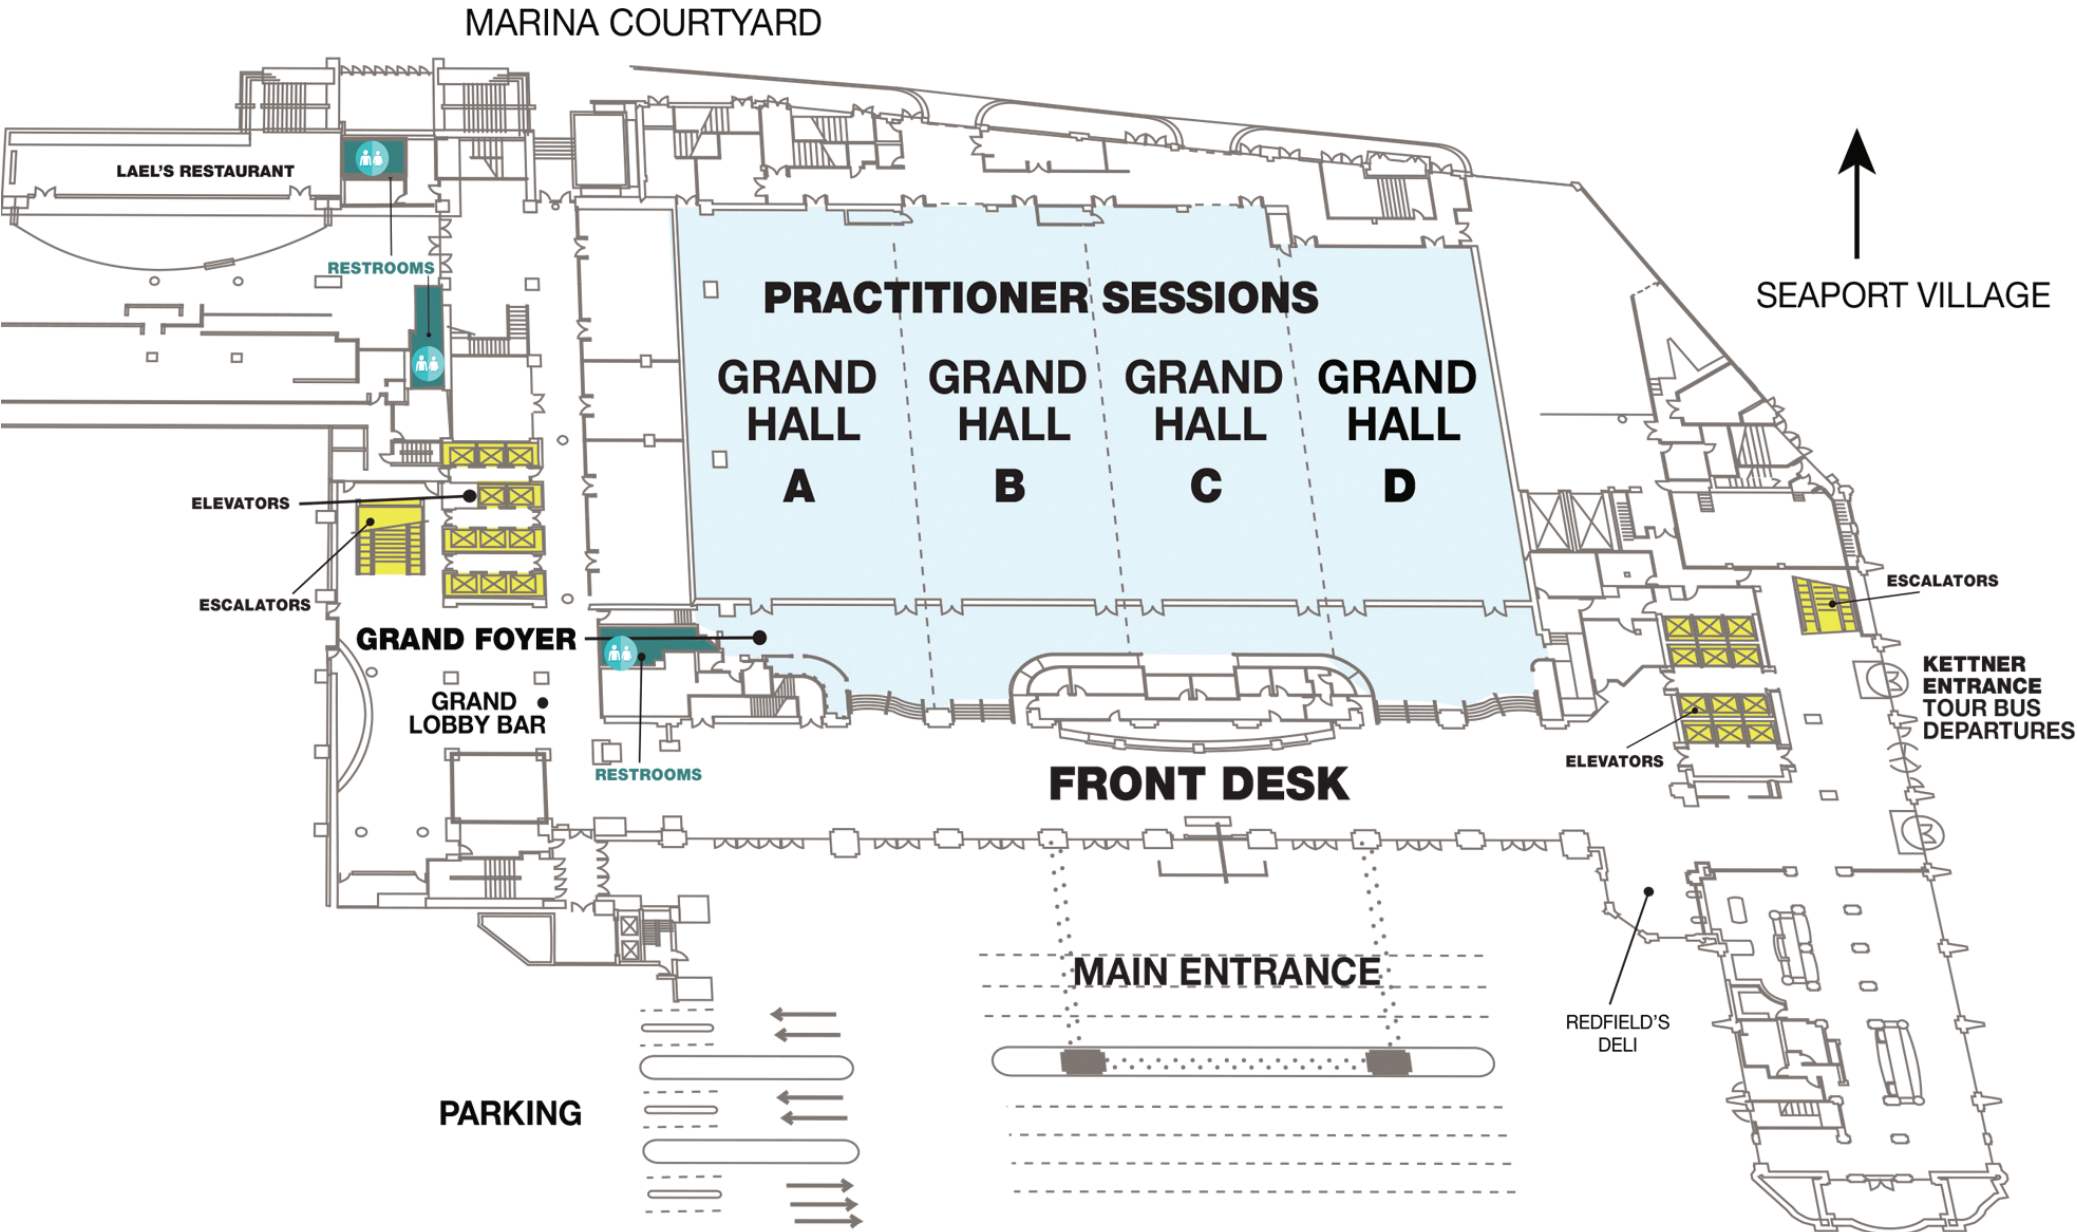 MARINA COURTYARD
LAEL'S RESTAURANT
RESTROOMS
SEAPORT VILLAGE
PRACTITIONER SESSIONS
GRAND
HALL
A
GRAND
HALL
B
GRAND
HALL
C
GRAND
HALL
D
ELEVATORS
ESCALATORS
ESCALATORS
GRAND FOYER
GRAND
LOBBY BAR
RESTROOMS
KETTNER
ENTRANCE
TOUR BUS
DEPARTURES
ELEVATORS
FRONT DESK
MAIN ENTRANCE
REDFIELD'S
DELI
PARKING